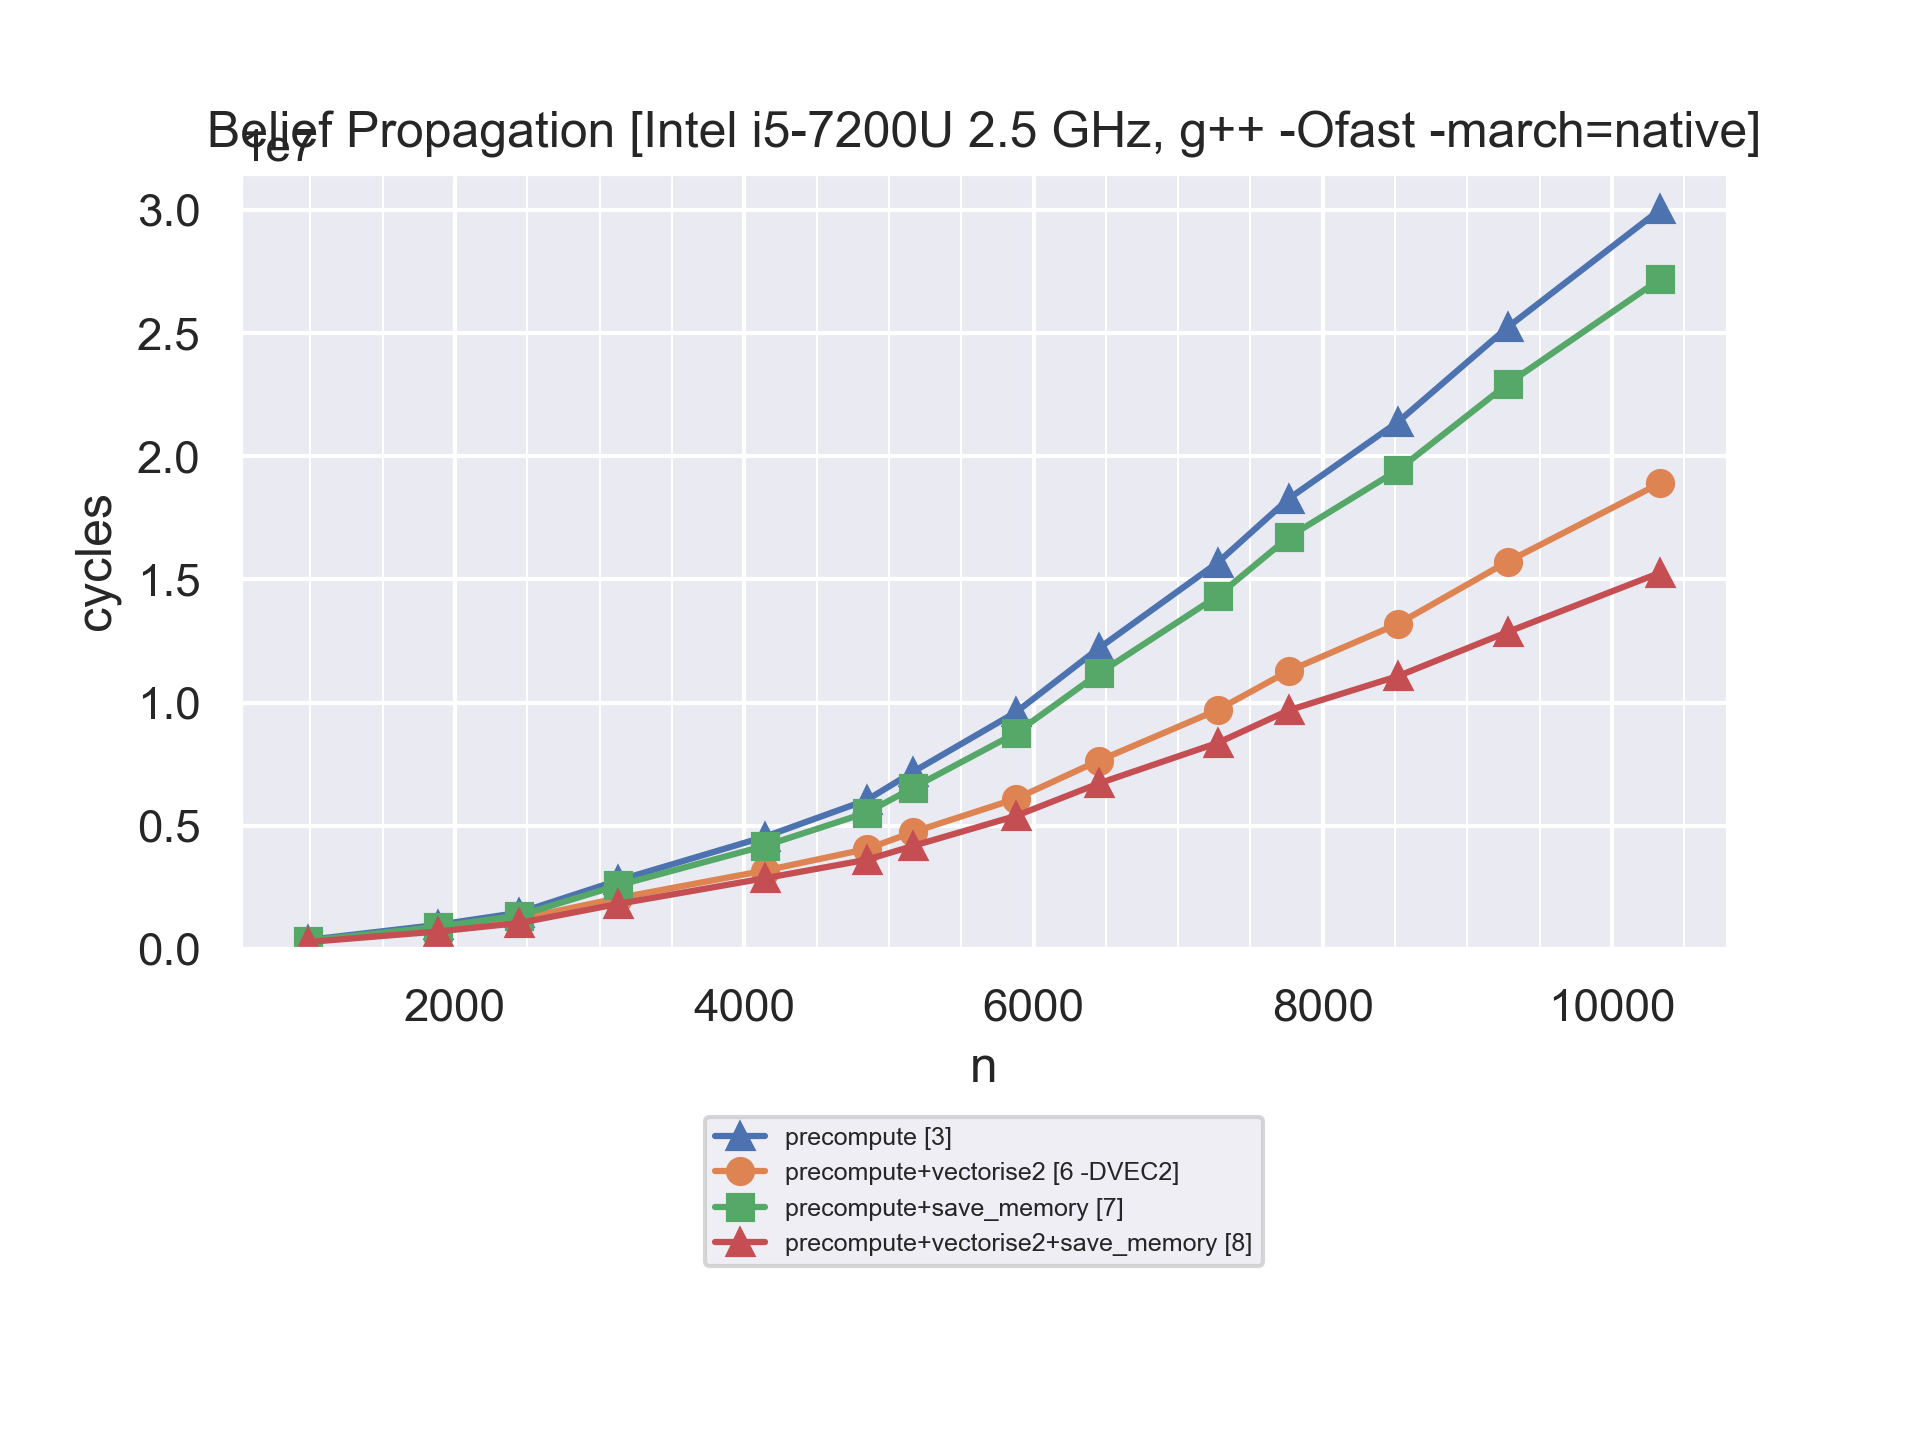 Belief Propagation [Intel i5-7200U 2.5 GHz, g++ -Ofast -march=native]
1e7
3.0
2.5
2.0
1.5
1.0
0.5
0.0
cycles
2000 4000 6000 8000 10000
n
precompute [3]
precompute+vectorise2 [6 -DVEC2]
precompute+save_memory [7]
precompute+vectorise2+save_memory [8]